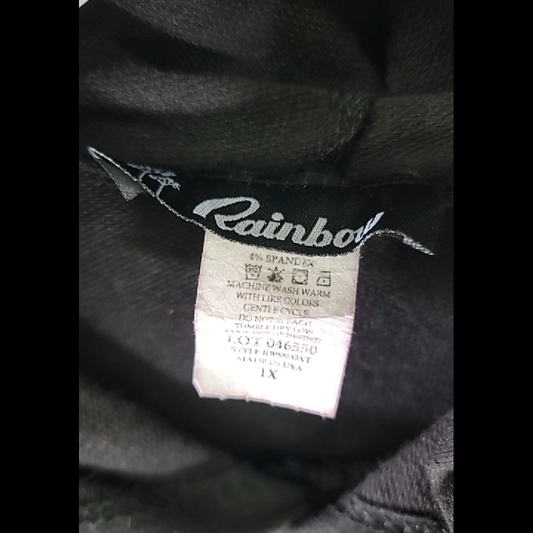 Rainbow
4% SPANDEX
MACHINE WASH WARM
WITH LIKE COLORS
GENTLE CYCLE
DO NOT BLEACH
TUMBLE DRY LOW
LOT 046550
STYLE
MADE IN USA
1X